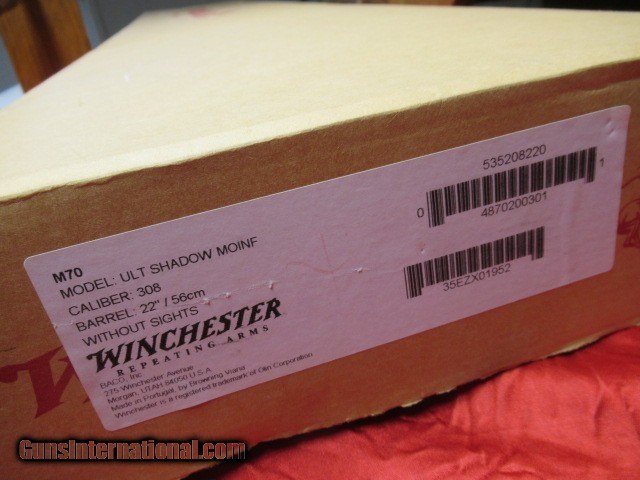 M70
MODEL: ULT SHADOW MOINF
CALIBER: 308
BARREL: 22" / 56cm
WITHOUT SIGHTS
WINCHESTER
REPEATING ARMS
BACO, Inc.
275 Winchester Avenue
Morgan, UTAH 84050 U.S.A.
Made in Portugal, by Browning Viana
Winchester is a registered trademark of Olin Corporation
535208220
0 4870200301 1
35EZX01952
GunsInternational.com